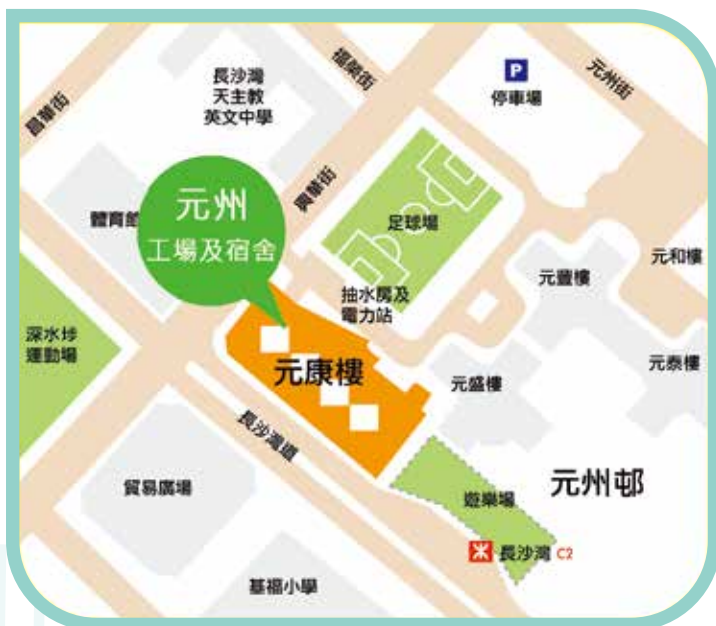 長沙灣
天主教
英文中學
福榮街
P
停車場
元州街
昌華街
興華街
體育館
元州
工場及宿舍
足球場
元和樓
元豐樓
抽水房及
電力站
深水埗
運動場
元康樓
元盛樓
元泰樓
長沙灣道
貿易廣場
遊樂場
元州邨
長沙灣 C2
基福小學